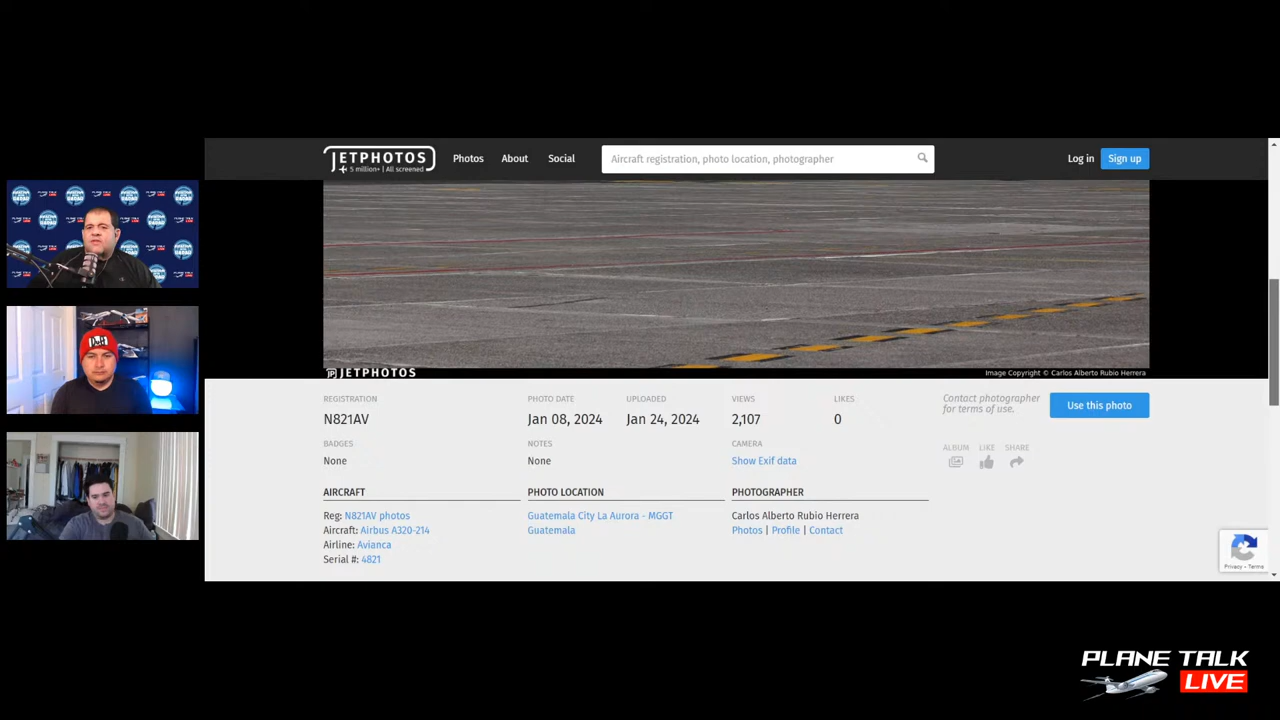 JETPHOTOS
5 million+ | All screened
Photos
About
Social
Aircraft registration, photo location, photographer
Log in
Sign up
JETPHOTOS
Image Copyright © Carlos Alberto Rubio Herrera
REGISTRATION
N821AV
PHOTO DATE
Jan 08, 2024
UPLOADED
Jan 24, 2024
VIEWS
2,107
LIKES
0
Contact photographer
for terms of use.
Use this photo
BADGES
None
NOTES
None
CAMERA
Show Exif data
ALBUM
LIKE
SHARE
AIRCRAFT
Reg: N821AV photos
Aircraft: Airbus A320-214
Airline: Avianca
Serial #: 4821
PHOTO LOCATION
Guatemala City La Aurora - MGGT
Guatemala
PHOTOGRAPHER
Carlos Alberto Rubio Herrera
Photos | Profile | Contact
Privacy - Terms
PLANE TALK
LIVE